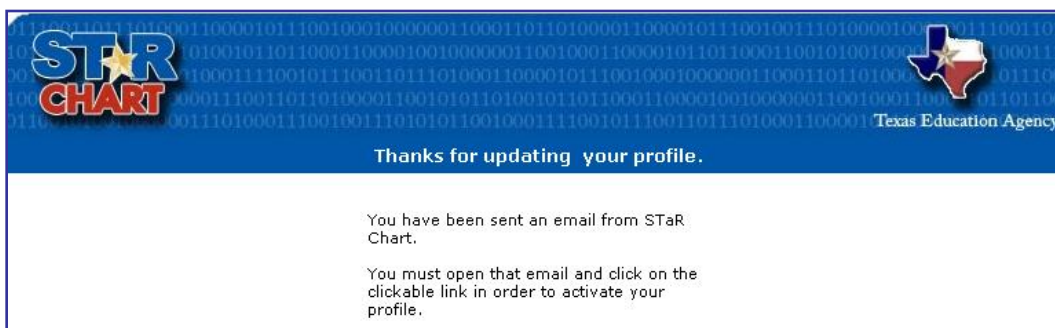 STaR
CHART
Texas Education Agency
Thanks for updating your profile.
You have been sent an email from STaR
Chart.
You must open that email and click on the
clickable link in order to activate your
profile.